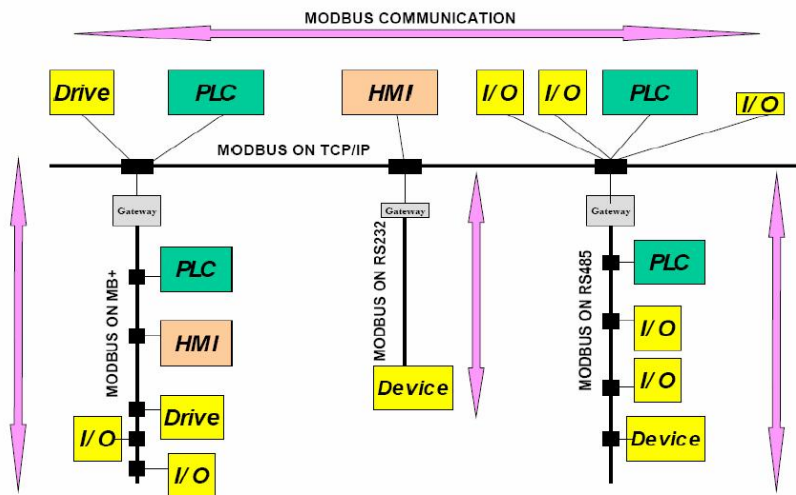 MODBUS COMMUNICATION
Drive
PLC
HMI
I/O
I/O
PLC
I/O
MODBUS ON TCP/IP
Gateway
Gateway
Gateway
MODBUS ON MB+
PLC
HMI
Drive
I/O
I/O
MODBUS ON RS232
Device
MODBUS ON RS485
PLC
I/O
I/O
Device